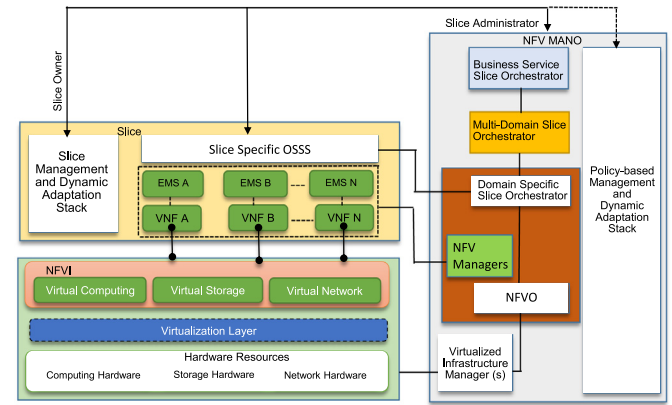 Slice Administrator
NFV MANO
Slice Owner
Business Service
Slice Orchestrator
Multi-Domain Slice
Orchestrator
Slice
Slice
Management
and Dynamic
Adaptation
Stack
Slice Specific OSSS
EMS A
EMS B
EMS N
VNF A
VNF B
VNF N
Domain Specific
Slice Orchestrator
Policy-based
Management
and
Dynamic
Adaptation
Stack
NFV
Managers
NFVO
NFVI
Virtual Computing
Virtual Storage
Virtual Network
Virtualization Layer
Hardware Resources
Computing Hardware
Storage Hardware
Network Hardware
Virtualized
Infrastructure
Manager (s)